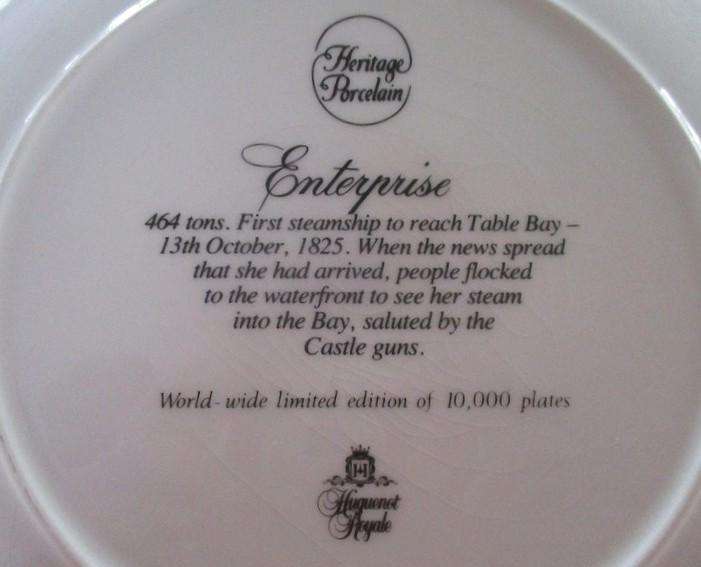 Heritage
Porcelain
Enterprise
464 tons. First steamship to reach Table Bay –
13th October, 1825. When the news spread
that she had arrived, people flocked
to the waterfront to see her steam
into the Bay, saluted by the
Castle guns.
World-wide limited edition of 10,000 plates
H
Huguenot
Royale